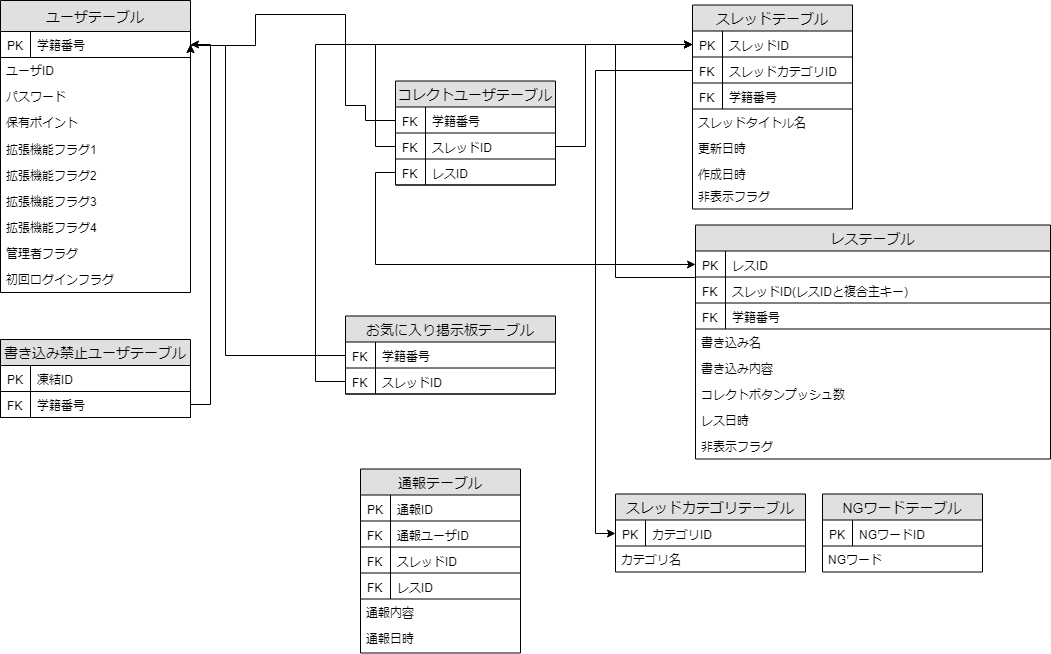 ユーザテーブル
PK 学籍番号
ユーザID
パスワード
保有ポイント
拡張機能フラグ1
拡張機能フラグ2
拡張機能フラグ3
拡張機能フラグ4
管理者フラグ
初回ログインフラグ
書き込み禁止ユーザテーブル
PK 凍結ID
FK 学籍番号
コレクトユーザテーブル
FK 学籍番号
FK スレッドID
FK レスID
お気に入り掲示板テーブル
FK 学籍番号
FK スレッドID
通報テーブル
PK 通報ID
FK 通報ユーザID
FK スレッドID
FK レスID
通報内容
通報日時
スレッドテーブル
PK スレッドID
FK スレッドカテゴリID
FK 学籍番号
スレッドタイトル名
更新日時
作成日時
非表示フラグ
レステーブル
PK レスID
FK スレッドID(レスIDと複合主キー)
FK 学籍番号
書き込み名
書き込み内容
コレクトボタンプッシュ数
レス日時
非表示フラグ
スレッドカテゴリテーブル
PK カテゴリID
カテゴリ名
NGワードテーブル
PK NGワードID
NGワード